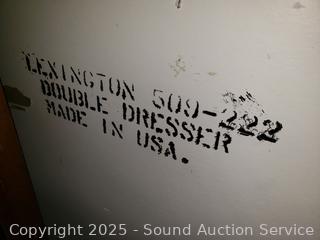 LEXINGTON 509-222
DOUBLE DRESSER
MADE IN USA.
Copyright 2025 - Sound Auction Service